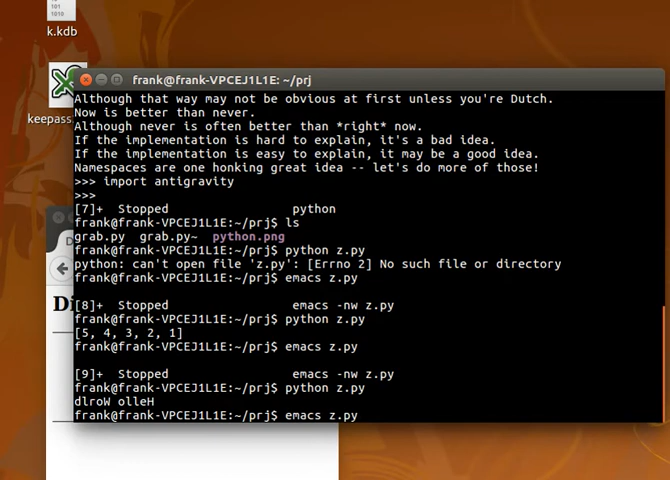 101
1010
k.kdb
keepass
frank@frank-VPCEJ1L1E: ~/prj
Although that way may not be obvious at first unless you're Dutch.
Now is better than never.
Although never is often better than *right* now.
If the implementation is hard to explain, it's a bad idea.
If the implementation is easy to explain, it may be a good idea.
Namespaces are one honking great idea -- let's do more of those!
>>> import antigravity
>>>
[7]+  Stopped                 python
frank@frank-VPCEJ1L1E:~/prj$ ls
grab.py  grab.py~  python.png
frank@frank-VPCEJ1L1E:~/prj$ python z.py
python: can't open file 'z.py': [Errno 2] No such file or directory
frank@frank-VPCEJ1L1E:~/prj$ emacs z.py
[8]+  Stopped                 emacs -nw z.py
frank@frank-VPCEJ1L1E:~/prj$ python z.py
[5, 4, 3, 2, 1]
frank@frank-VPCEJ1L1E:~/prj$ emacs z.py
[9]+  Stopped                 emacs -nw z.py
frank@frank-VPCEJ1L1E:~/prj$ python z.py
dlroW olleH
frank@frank-VPCEJ1L1E:~/prj$ emacs z.py